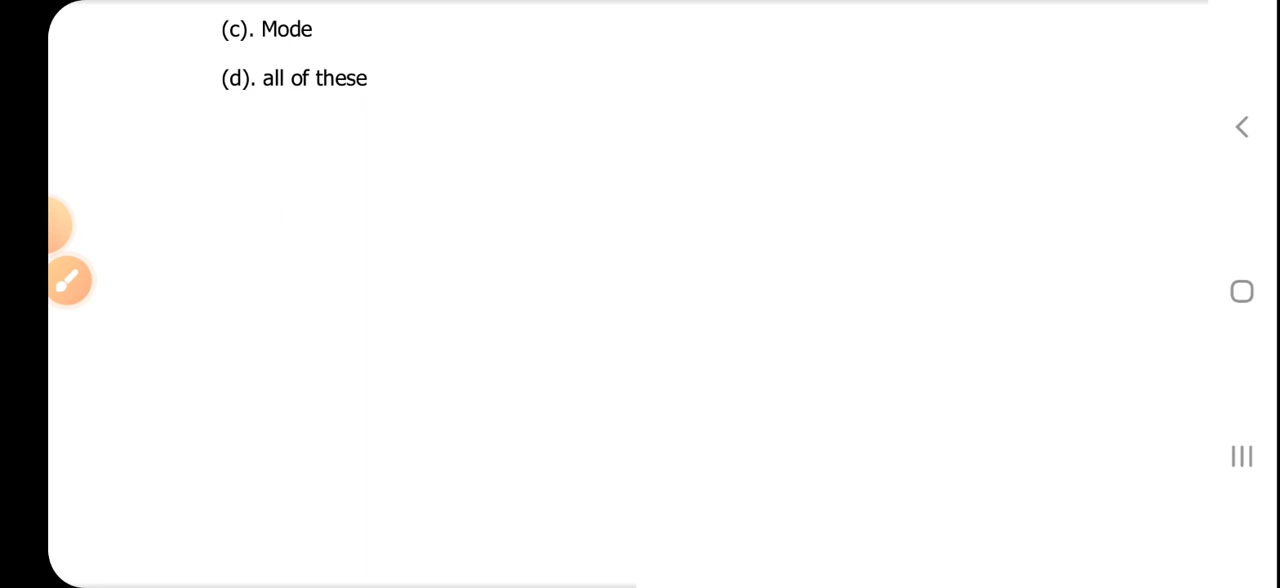 (c). Mode
(d). all of these